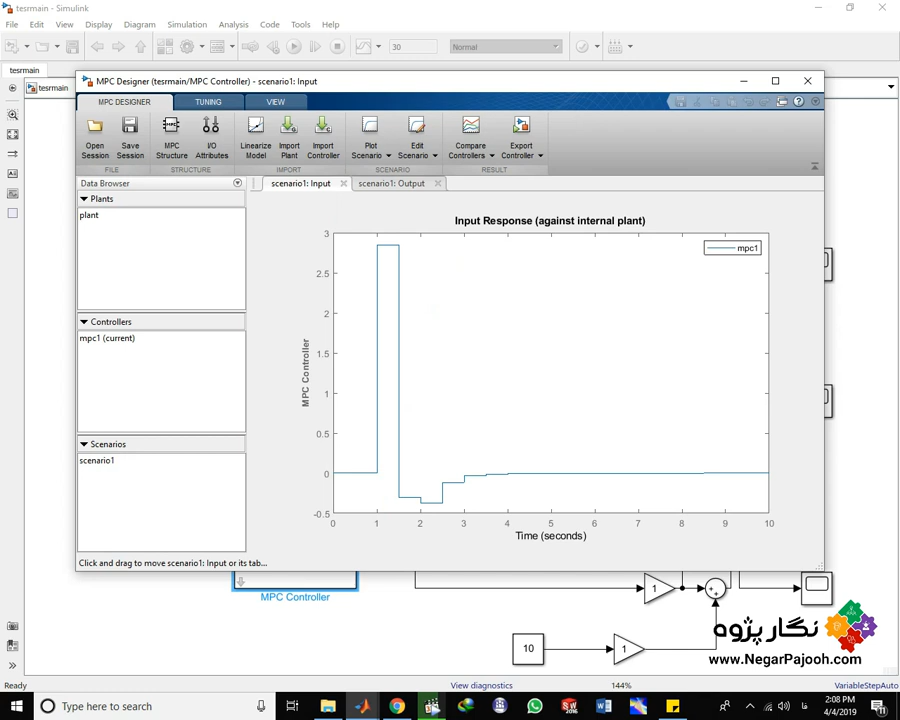 tesrmain - Simulink
File Edit View Display Diagram Simulation Analysis Code Tools Help
30 Normal
tesrmain
tesrmain
MPC Designer (tesrmain/MPC Controller) - scenario1: Input
MPC DESIGNER TUNING VIEW
Open Session
Save Session
MPC Structure
I/O Attributes
Linearize Model
Import Plant
Import Controller
Plot Scenario
Edit Scenario
Compare Controllers
Export Controller
FILE STRUCTURE IMPORT SCENARIO RESULT
Data Browser
scenario1: Input scenario1: Output
Plants
plant
Controllers
mpc1 (current)
Scenarios
scenario1
Input Response (against internal plant)
mpc1
MPC Controller
3
2.5
2
1.5
1
0.5
0
-0.5
0 1 2 3 4 5 6 7 8 9 10
Time (seconds)
Click and drag to move scenario1: Input or its tab...
MPC Controller
1
10
1
نگار پژوه
www.NegarPajooh.com
Ready View diagnostics 144% VariableStepAuto
Type here to search
2:08 PM
4/4/2019